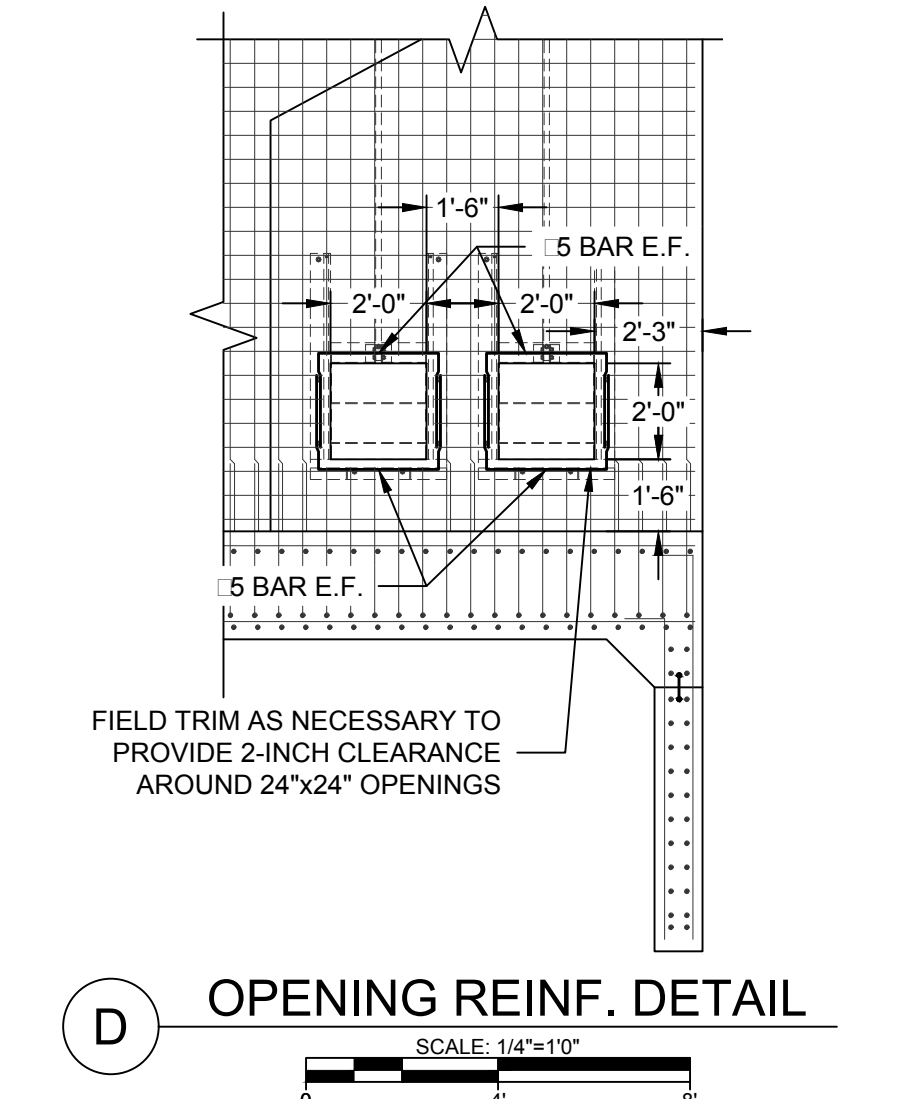 1'-6"
□5 BAR E.F.
2'-0"
2'-0"
2'-3"
2'-0"
1'-6"
□5 BAR E.F.
FIELD TRIM AS NECESSARY TO
PROVIDE 2-INCH CLEARANCE
AROUND 24"x24" OPENINGS
D
OPENING REINF. DETAIL
SCALE: 1/4"=1'0"
0 4' 8'